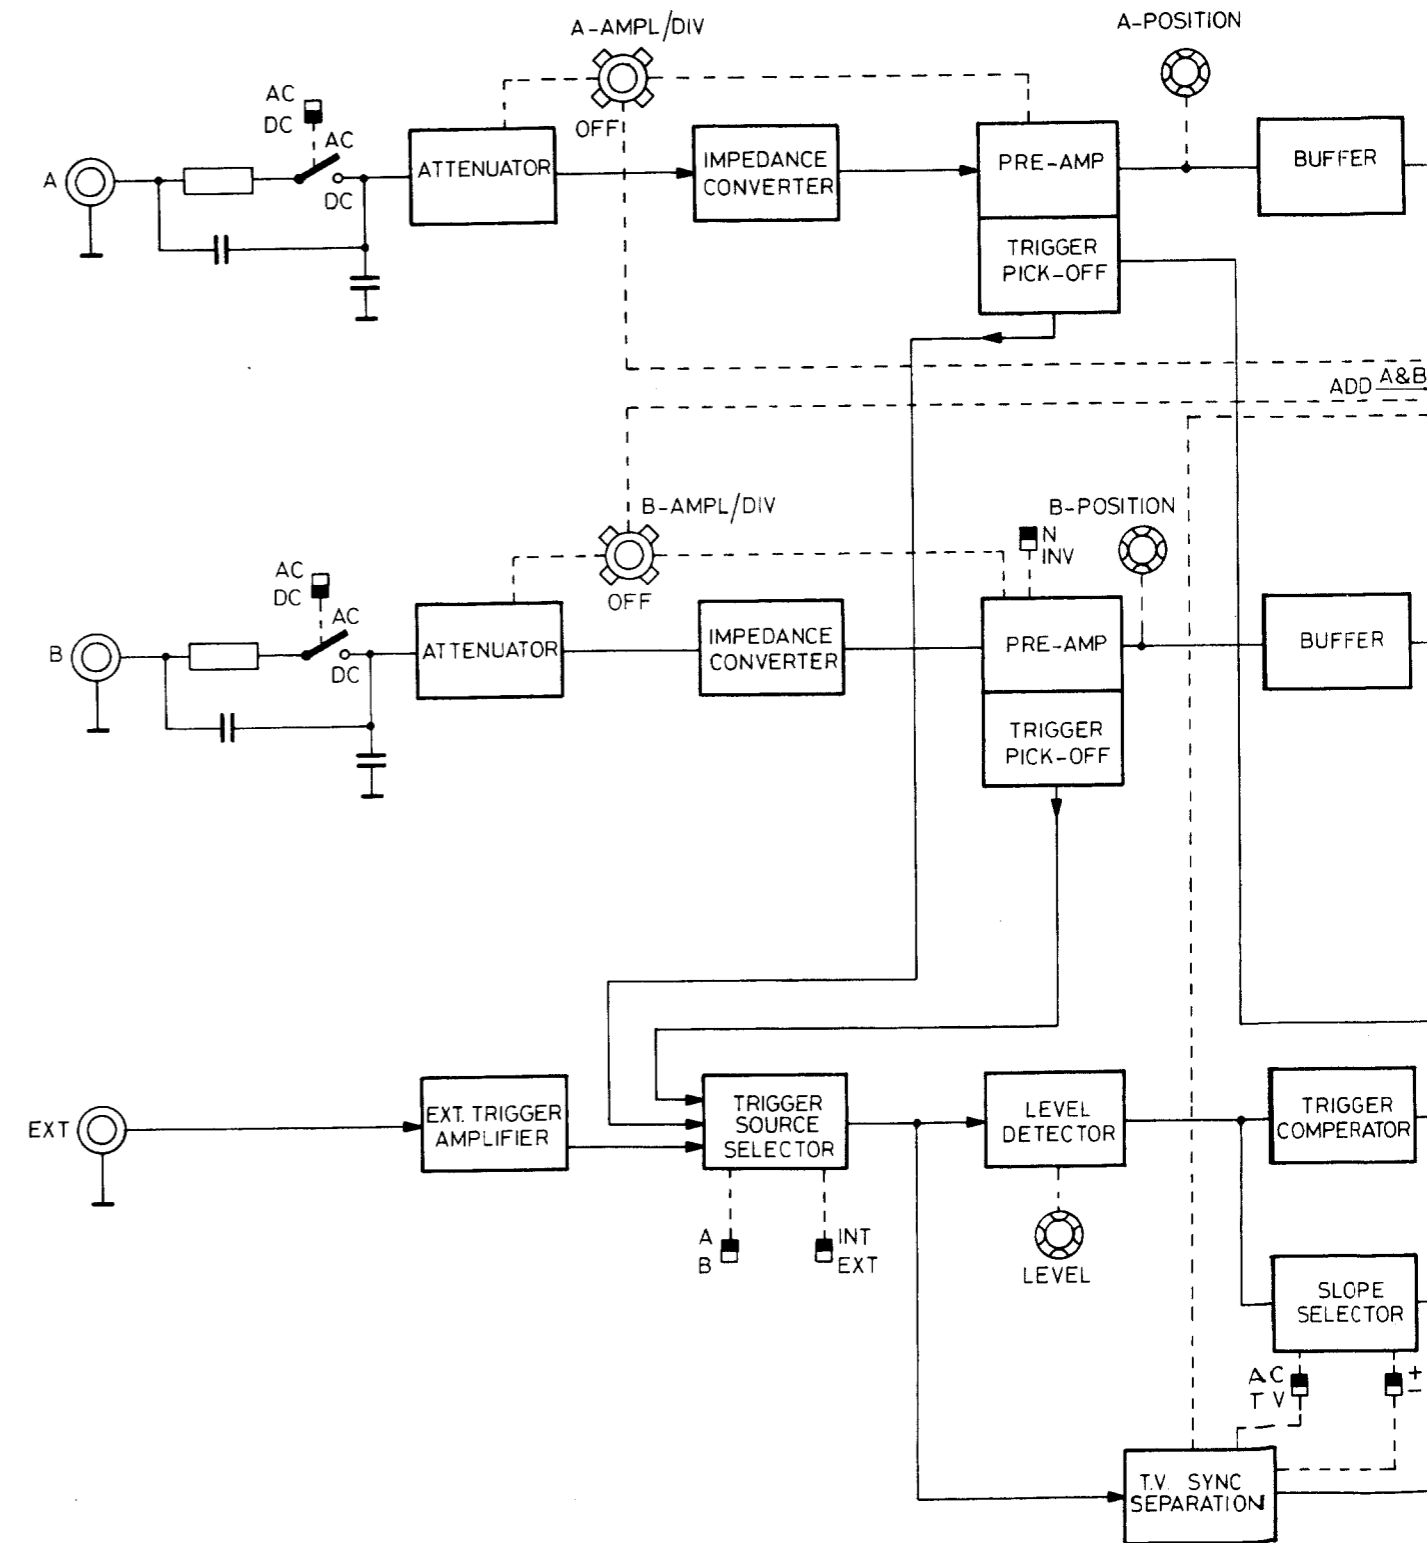 A-AMPL/DIV
A-POSITION
AC
DC
OFF
AC
DC
A
ATTENUATOR
IMPEDANCE
CONVERTER
PRE-AMP
BUFFER
TRIGGER
PICK-OFF
ADD A&B
B-AMPL/DIV
B-POSITION
N
INV
AC
DC
OFF
AC
DC
B
ATTENUATOR
IMPEDANCE
CONVERTER
PRE-AMP
BUFFER
TRIGGER
PICK-OFF
EXT
EXT. TRIGGER
AMPLIFIER
TRIGGER
SOURCE
SELECTOR
LEVEL
DETECTOR
TRIGGER
COMPERATOR
A
B
INT
EXT
LEVEL
SLOPE
SELECTOR
AC
TV
+
-
T.V. SYNC
SEPARATION